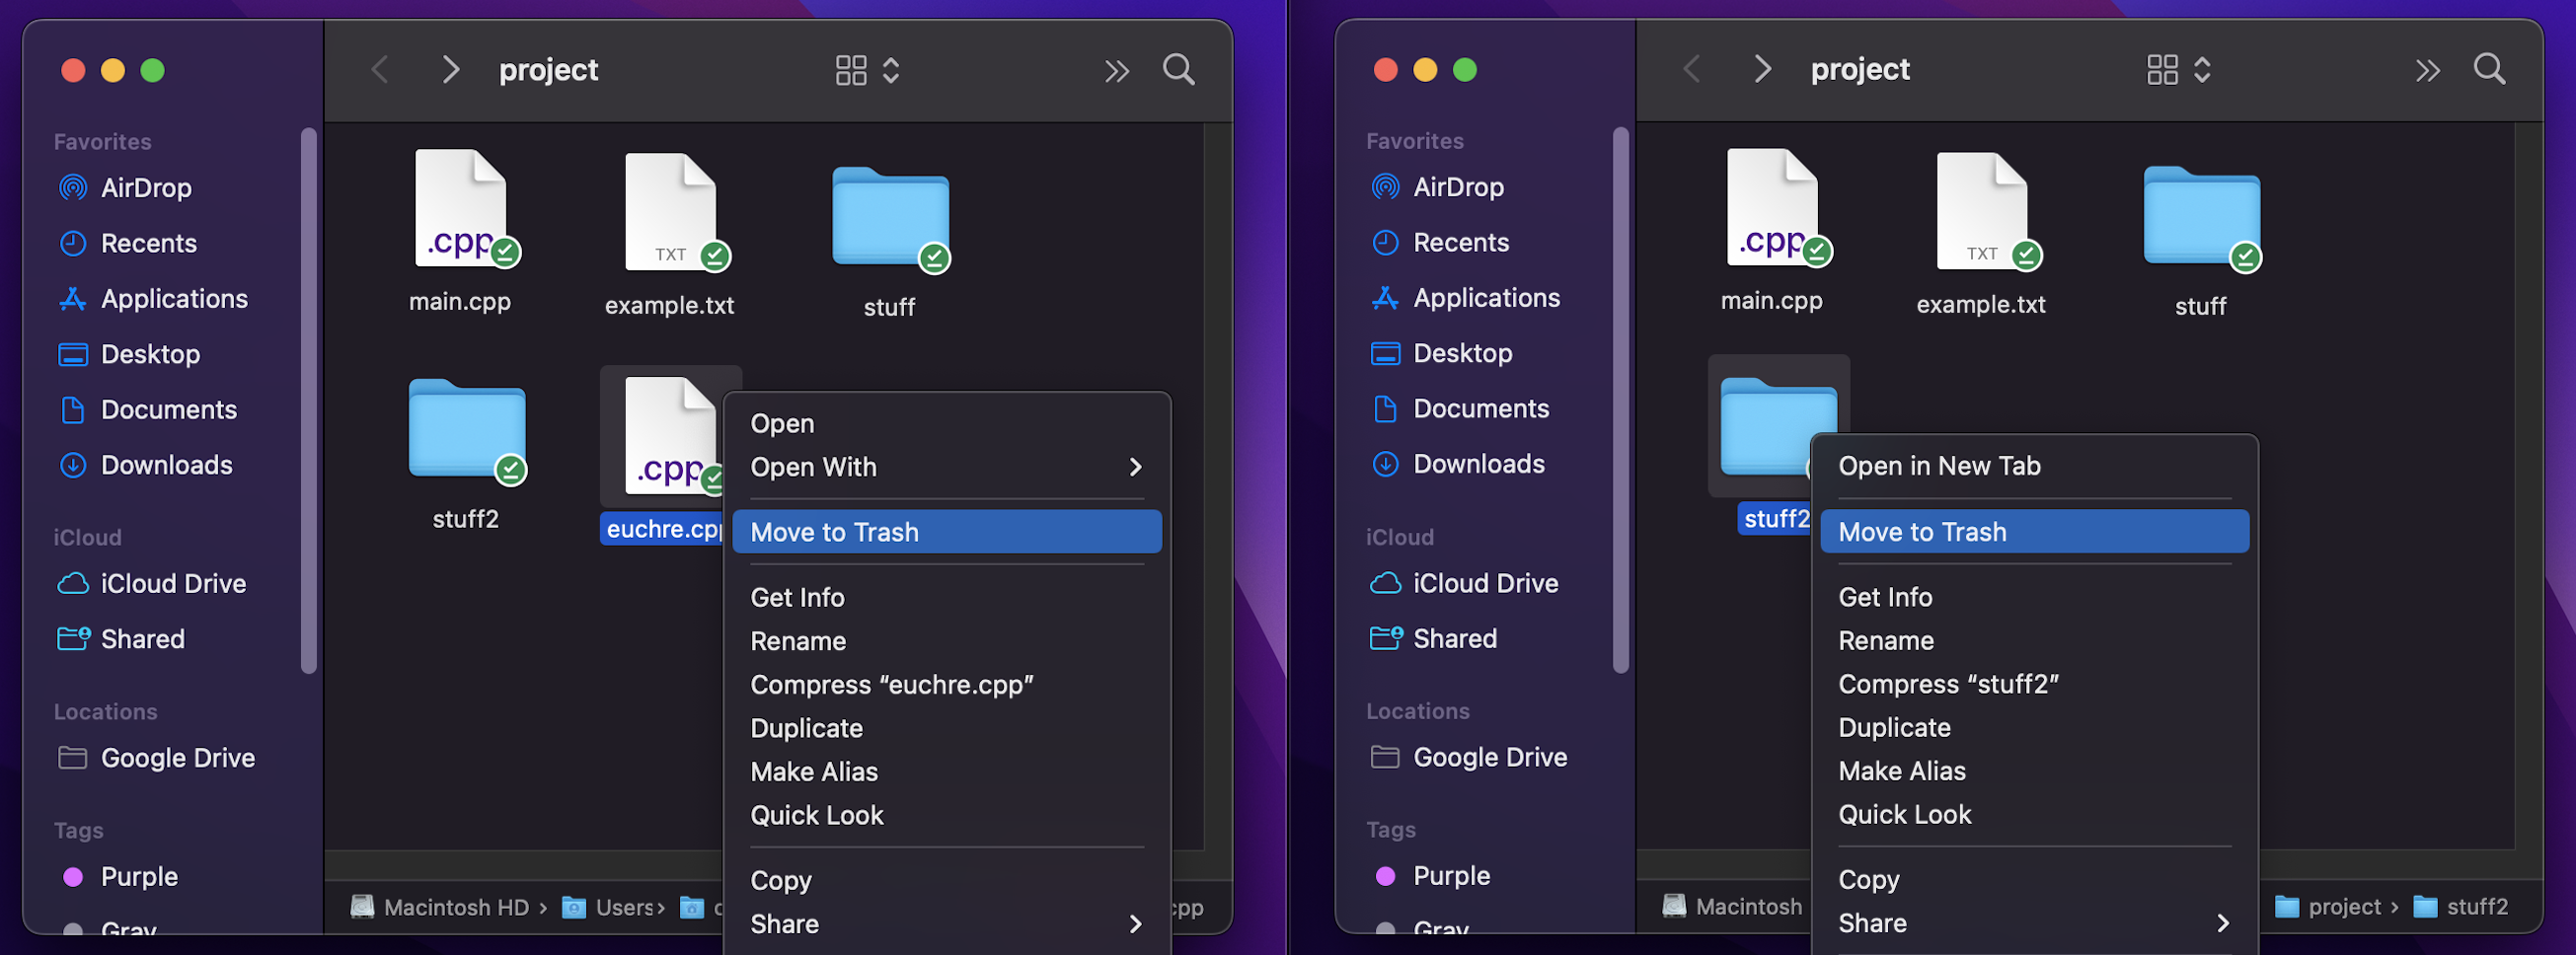 project
Favorites
AirDrop
Recents
Applications
Desktop
Documents
Downloads
iCloud
iCloud Drive
Shared
Locations
Google Drive
Tags
Purple
Gray
.cpp
TXT
main.cpp
example.txt
stuff
.cpp
stuff2
euchre.cpp
Open
Open With
Move to Trash
Get Info
Rename
Compress “euchre.cpp”
Duplicate
Make Alias
Quick Look
Copy
Share
Macintosh HD › Users ›
cpp
project
Favorites
AirDrop
Recents
Applications
Desktop
Documents
Downloads
iCloud
iCloud Drive
Shared
Locations
Google Drive
Tags
Purple
Gray
.cpp
TXT
main.cpp
example.txt
stuff
stuff2
Open in New Tab
Move to Trash
Get Info
Rename
Compress “stuff2”
Duplicate
Make Alias
Quick Look
Copy
Share
Macintosh
project › stuff2